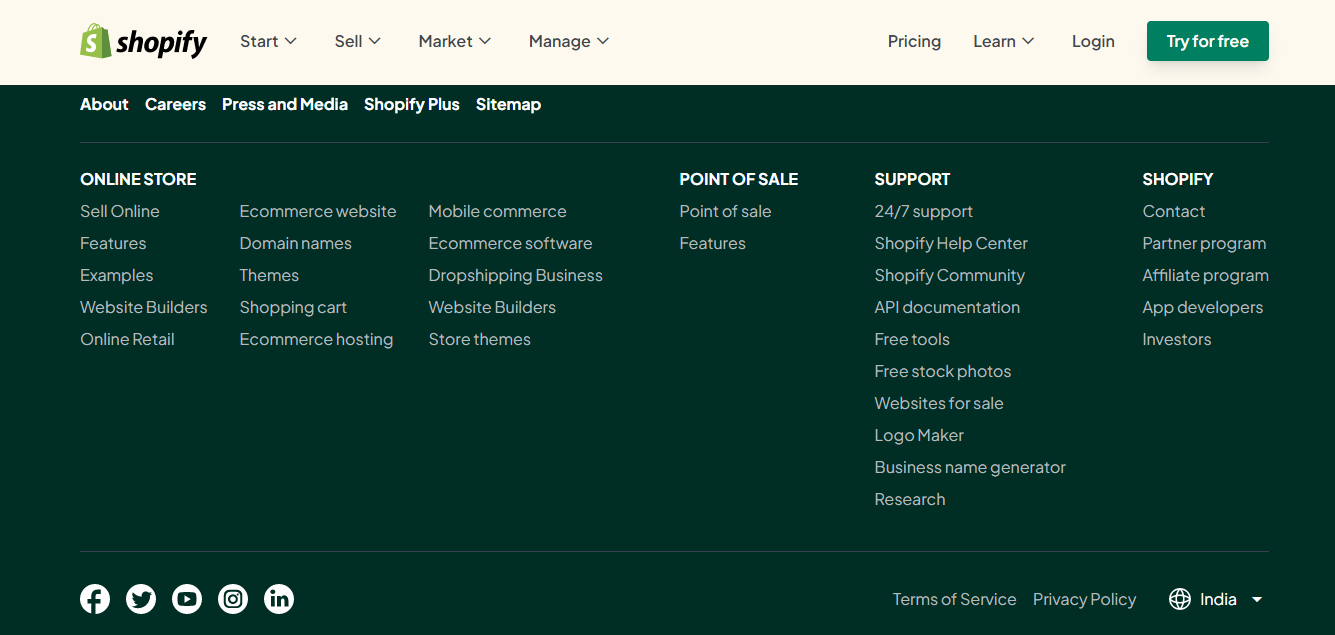 shopify Start Sell Market Manage Pricing Learn Login Try for free
About Careers Press and Media Shopify Plus Sitemap
ONLINE STORE
Sell Online
Features
Examples
Website Builders
Online Retail
Ecommerce website
Domain names
Themes
Shopping cart
Ecommerce hosting
Mobile commerce
Ecommerce software
Dropshipping Business
Website Builders
Store themes
POINT OF SALE
Point of sale
Features
SUPPORT
24/7 support
Shopify Help Center
Shopify Community
API documentation
Free tools
Free stock photos
Websites for sale
Logo Maker
Business name generator
Research
SHOPIFY
Contact
Partner program
Affiliate program
App developers
Investors
Terms of Service Privacy Policy India